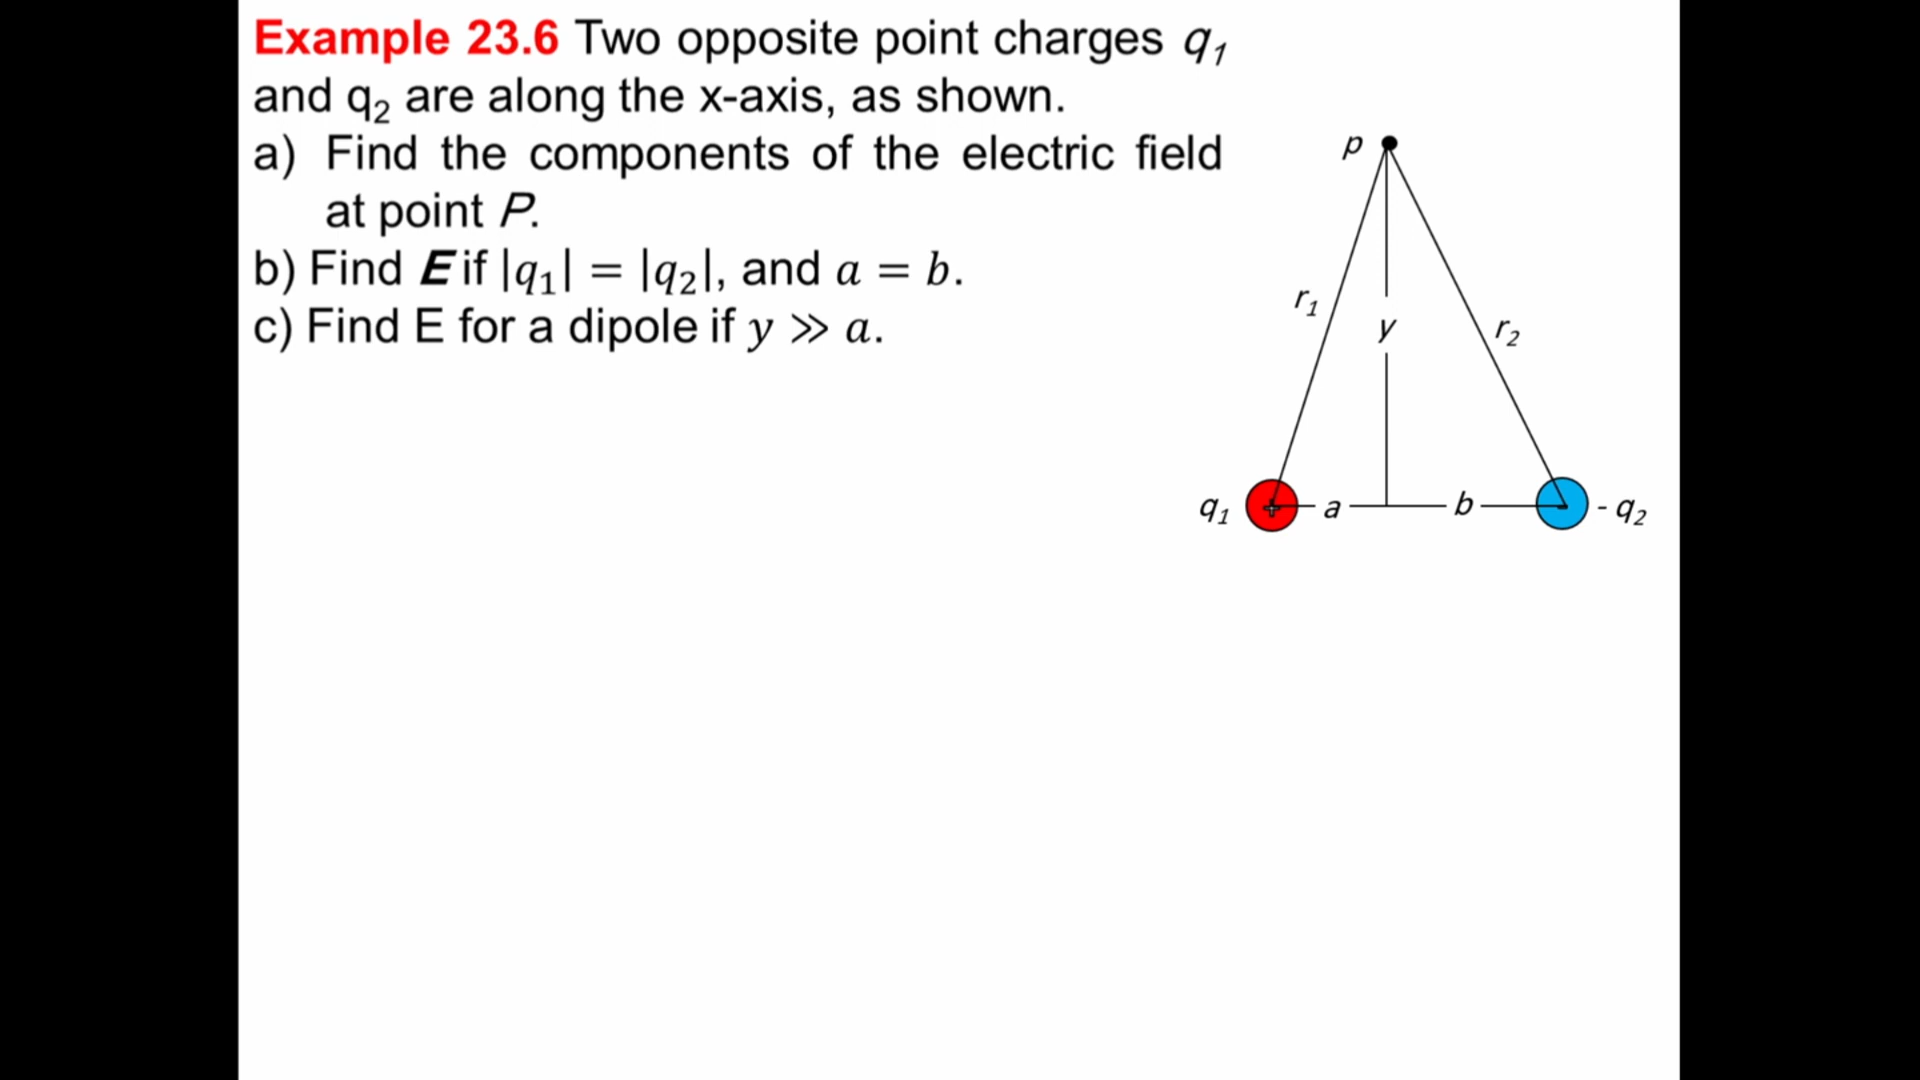 Example 23.6 Two opposite point charges q₁
and q₂ are along the x-axis, as shown.
a) Find the components of the electric field
at point P.
b) Find E if |q₁| = |q₂|, and a = b.
c) Find E for a dipole if y ≫ a.
p
r₁
y
r₂
q₁
+
a
b
-
- q₂